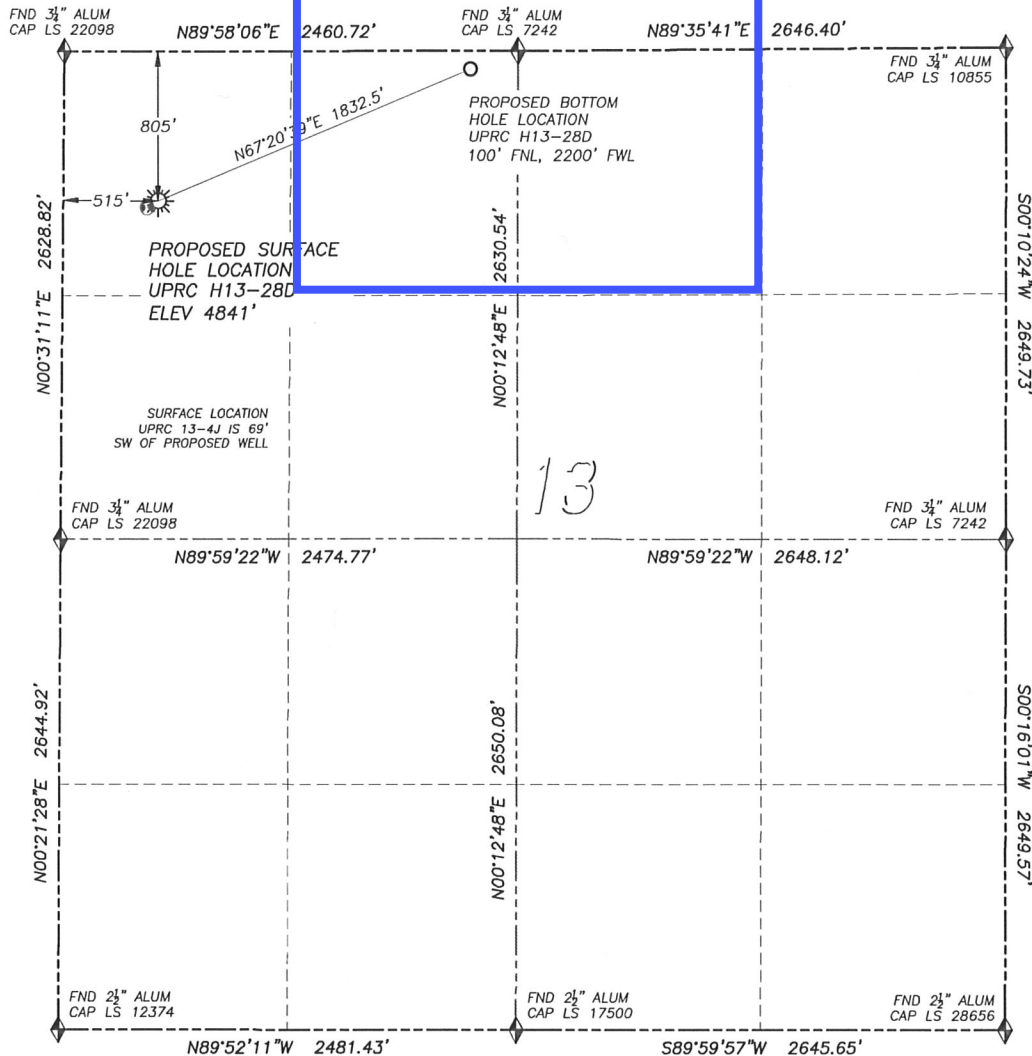 FND 3¼" ALUM
CAP LS 22098
N89°58'06"E 2460.72'
FND 3¼" ALUM
CAP LS 7242
N89°35'41"E 2646.40'
FND 3¼" ALUM
CAP LS 10855
805'
N67°20'39"E 1832.5'
PROPOSED BOTTOM
HOLE LOCATION
UPRC H13-28D
100' FNL, 2200' FWL
515'
N00°31'11"E 2628.82'
N00°12'48"E 2630.54'
S00°10'24"W 2649.73'
PROPOSED SURFACE
HOLE LOCATION
UPRC H13-28D
ELEV 4841'
SURFACE LOCATION
UPRC 13-4J IS 69'
SW OF PROPOSED WELL
13
FND 3¼" ALUM
CAP LS 22098
FND 3¼" ALUM
CAP LS 7242
N89°59'22"W 2474.77'
N89°59'22"W 2648.12'
N00°21'28"E 2644.92'
N00°12'48"E 2650.08'
S00°16'01"W 2649.57'
FND 2½" ALUM
CAP LS 12374
FND 2½" ALUM
CAP LS 17500
FND 2½" ALUM
CAP LS 28656
N89°52'11"W 2481.43'
S89°59'57"W 2645.65'